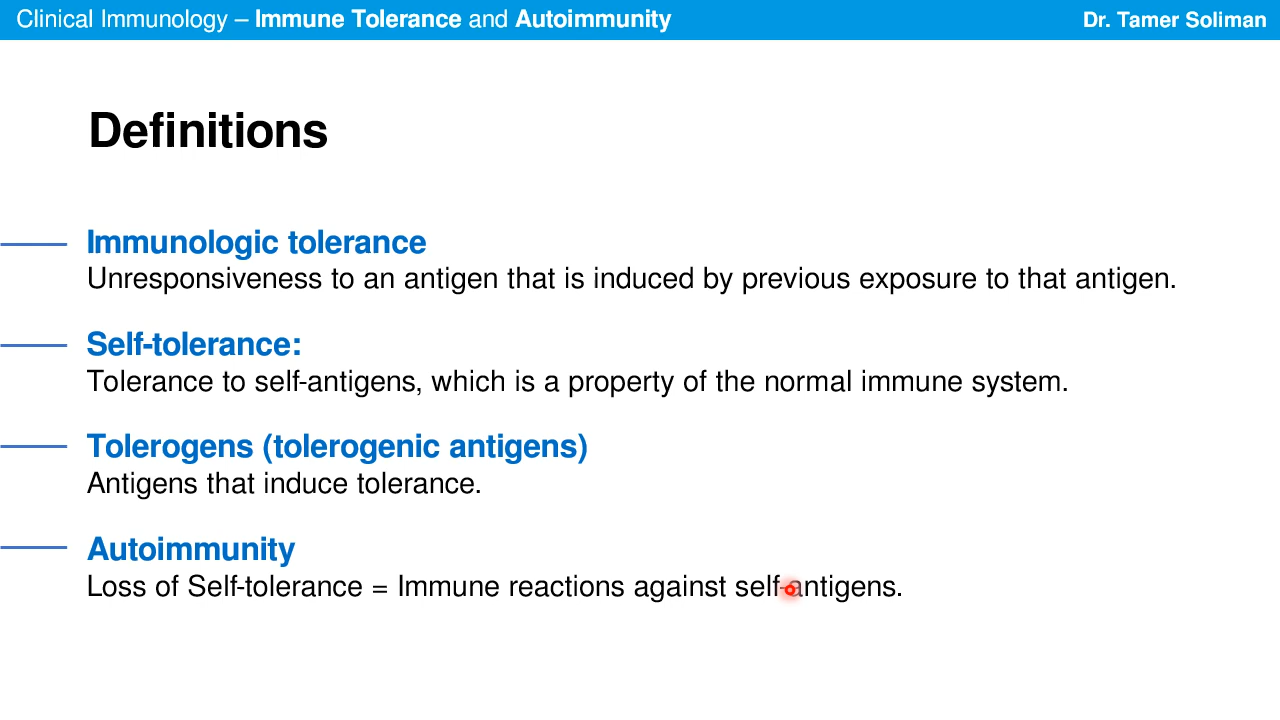 Clinical Immunology – Immune Tolerance and Autoimmunity
Dr. Tamer Soliman
Definitions
Immunologic tolerance
Unresponsiveness to an antigen that is induced by previous exposure to that antigen.
Self-tolerance:
Tolerance to self-antigens, which is a property of the normal immune system.
Tolerogens (tolerogenic antigens)
Antigens that induce tolerance.
Autoimmunity
Loss of Self-tolerance = Immune reactions against self-antigens.